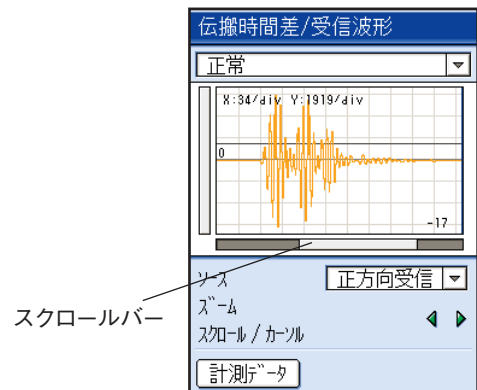 伝搬時間差/受信波形
正常
X:34/div Y:1919/div
0
-17
ソース 正方向受信
ズーム
スクロール / カーソル
計測データ
スクロールバー